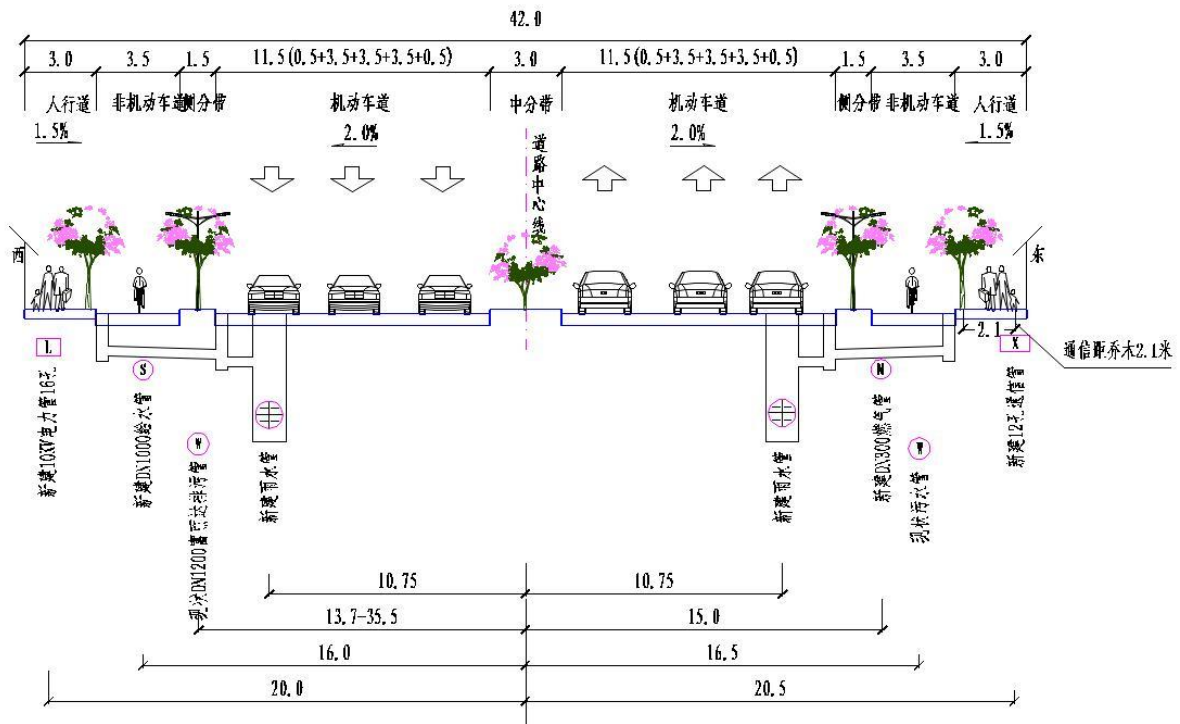 42.0
3.0 3.5 1.5 11.5(0.5+3.5+3.5+3.5+0.5) 3.0 11.5(0.5+3.5+3.5+3.5+0.5) 1.5 3.5 3.0
人行道 非机动车道 侧分带 机动车道 中分带 机动车道 侧分带 非机动车道 人行道
1.5% 2.0% 2.0% 1.5%
道路中心线
西 东
2.1
通信距乔木2.1米
L S W W N X
新建10KV电力管16孔
新建DN1000给水管
现状DN1200 排污管
新建雨水管
新建雨水管
新建DN300燃气管
现状污水管
新建12孔通信管
10.75 10.75
13.7-35.5 15.0
16.0 16.5
20.0 20.5